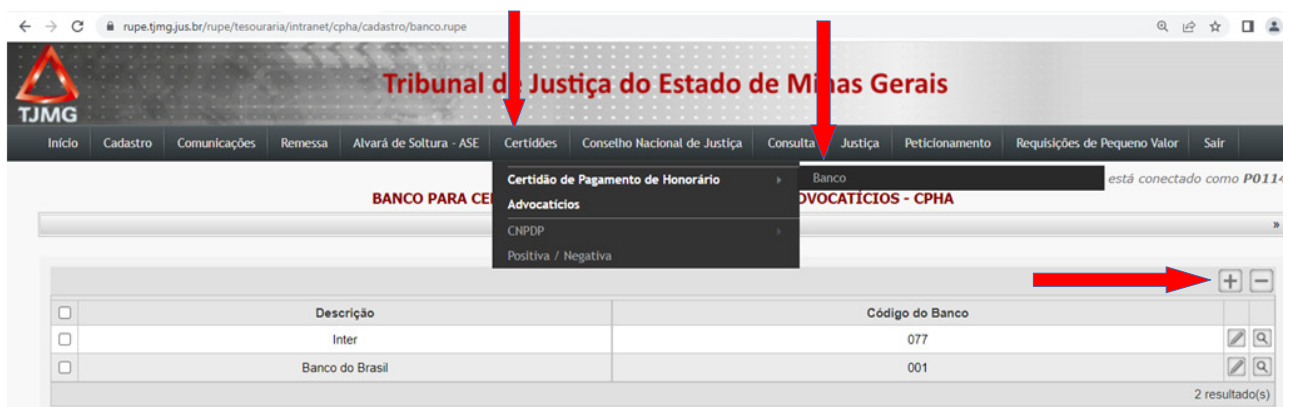 rupe.tjmg.jus.br/rupe/tesouraria/intranet/cpha/cadastro/banco.rupe
Tribunal de Justiça do Estado de Minas Gerais
TJMG
Início Cadastro Comunicações Remessa Alvará de Soltura - ASE Certidões Conselho Nacional de Justiça Consulta Justiça Peticionamento Requisições de Pequeno Valor Sair
Certidão de Pagamento de Honorário
Advocatícios
Banco
está conectado como P0114
BANCO PARA CE
DVOCATÍCIOS - CPHA
CNPDP
Positiva / Negativa
Descrição Código do Banco
Inter 077
Banco do Brasil 001
2 resultado(s)